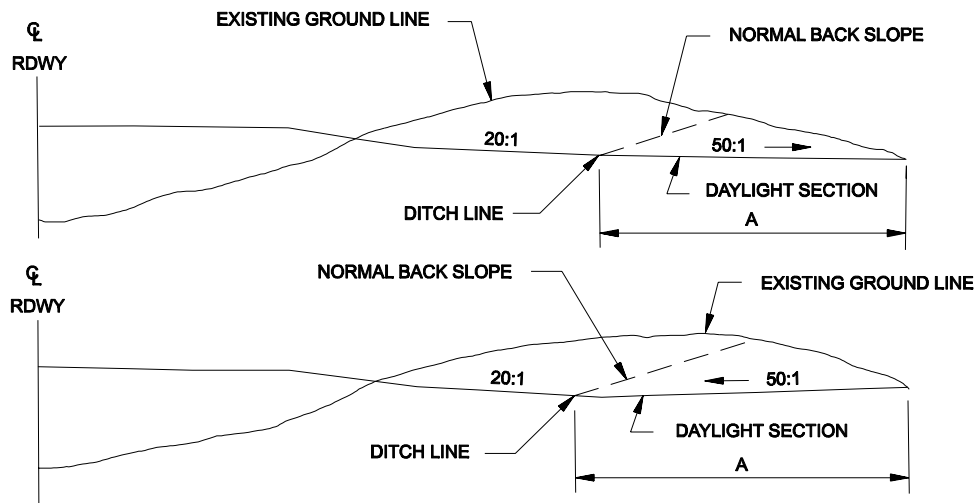 EXISTING GROUND LINE
℄
RDWY
NORMAL BACK SLOPE
20:1
50:1
DAYLIGHT SECTION
DITCH LINE
A
℄
RDWY
NORMAL BACK SLOPE
EXISTING GROUND LINE
20:1
50:1
DAYLIGHT SECTION
DITCH LINE
A